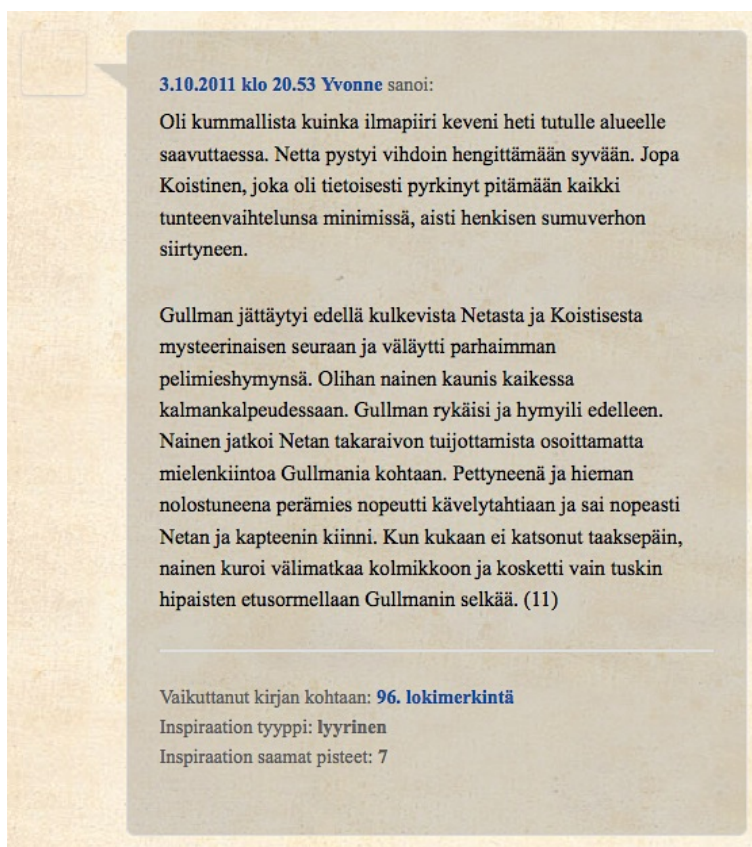 3.10.2011 klo 20.53 Yvonne sanoi:
Oli kummallista kuinka ilmapiiri keveni heti tutulle alueelle
saavuttaessa. Netta pystyi vihdoin hengittämään syvään. Jopa
Koistinen, joka oli tietoisesti pyrkinyt pitämään kaikki
tunteenvaihtelunsa minimissä, aisti henkisen sumuverhon
siirtyneen.
Gullman jättäytyi edellä kulkevista Netasta ja Koistisesta
mysteerinaisen seuraan ja väläytti parhaimman
pelimieshymynsä. Olihan nainen kaunis kaikessa
kalmankalpeudessaan. Gullman rykäisi ja hymyili edelleen.
Nainen jatkoi Netan takaraivon tuijottamista osoittamatta
mielenkiintoa Gullmania kohtaan. Pettyneenä ja hieman
nolostuneena perämies nopeutti kävelytahtiaan ja sai nopeasti
Netan ja kapteenin kiinni. Kun kukaan ei katsonut taaksepäin,
nainen kuroi välimatkaa kolmikkoon ja kosketti vain tuskin
hipaisten etusormellaan Gullmanin selkää. (11)
Vaikuttanut kirjan kohtaan: 96. lokimerkintä
Inspiraation tyyppi: lyyrinen
Inspiraation saamat pisteet: 7